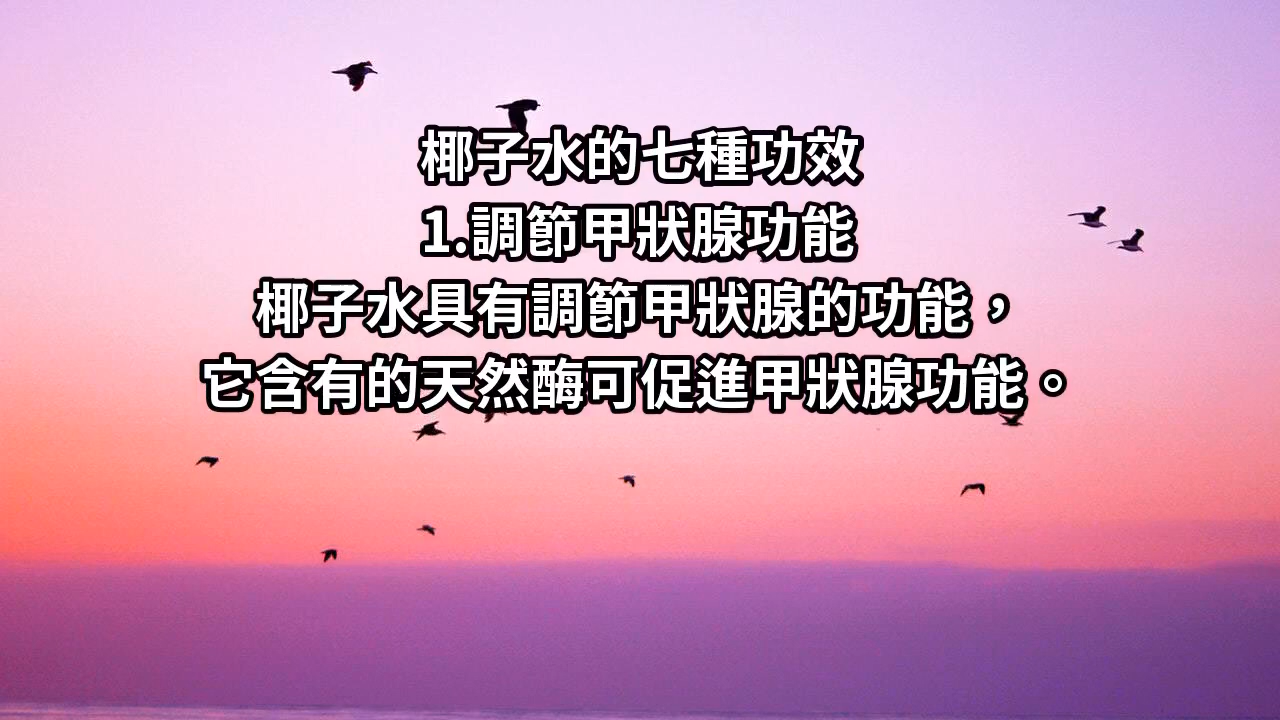 椰子水的七種功效
1.調節甲狀腺功能
椰子水具有調節甲狀腺的功能，
它含有的天然酶可促進甲狀腺功能。